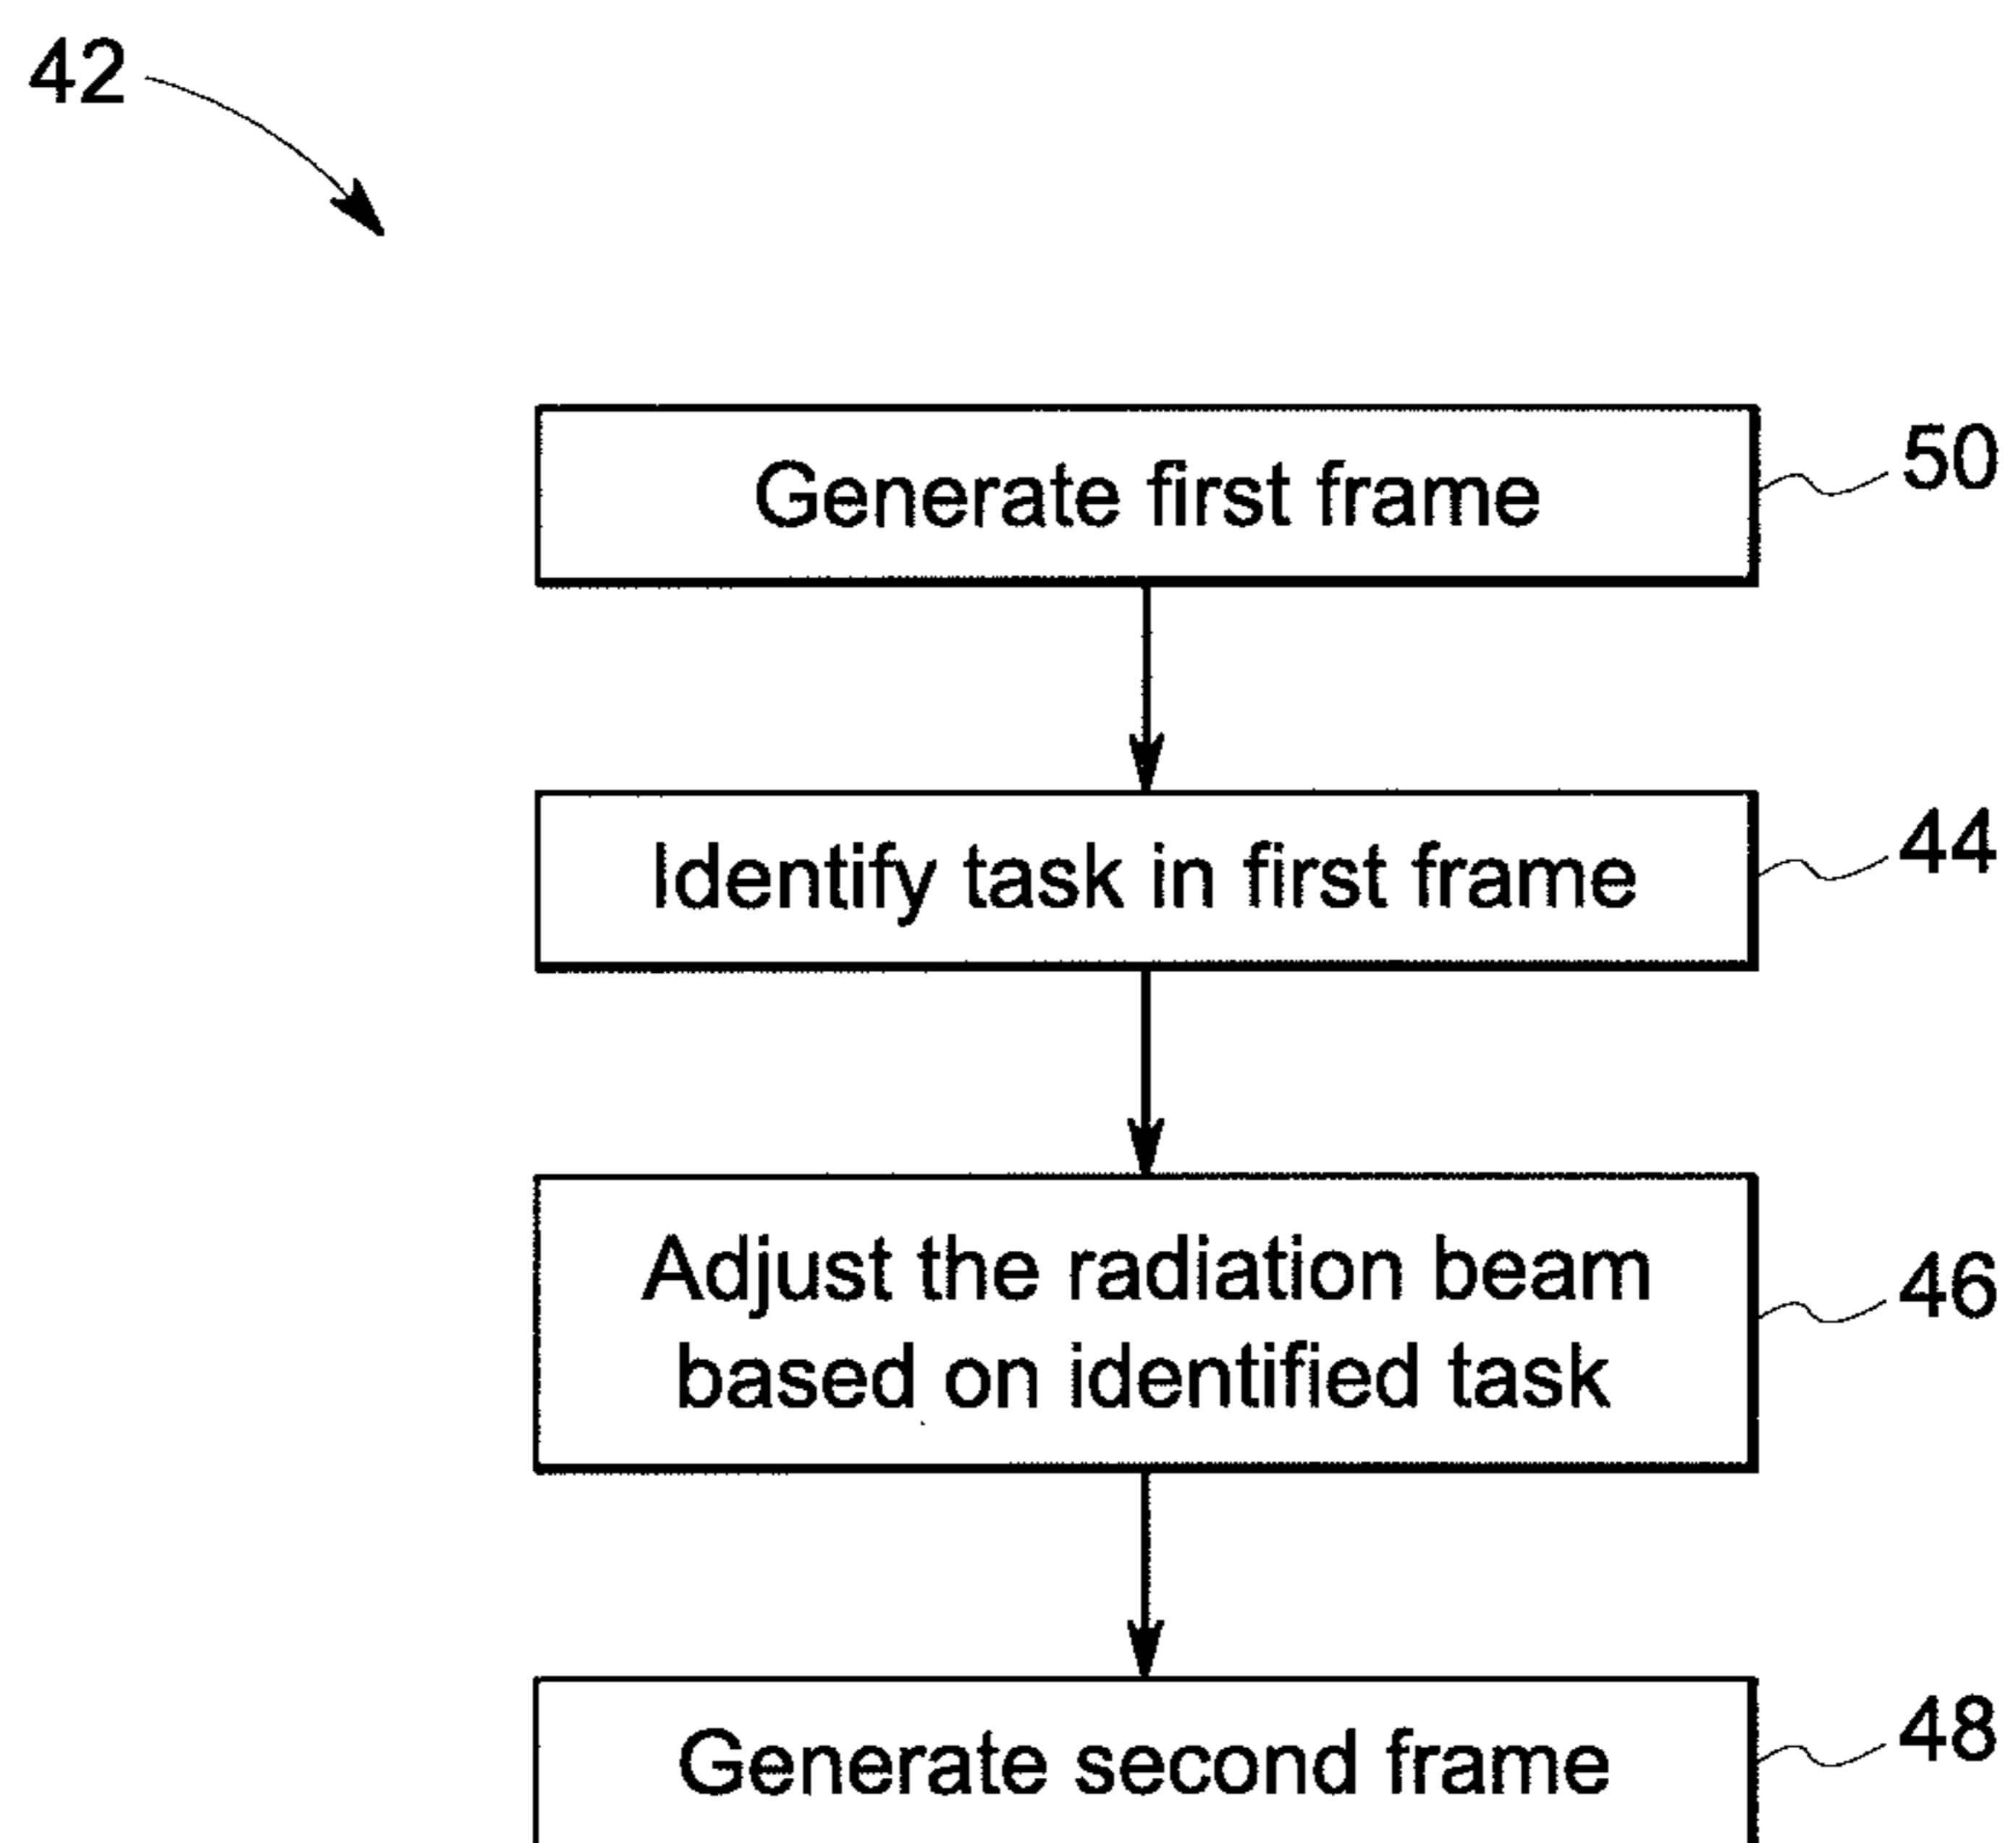 42
Generate first frame
50
Identify task in first frame
44
Adjust the radiation beam
based on identified task
46
Generate second frame
48